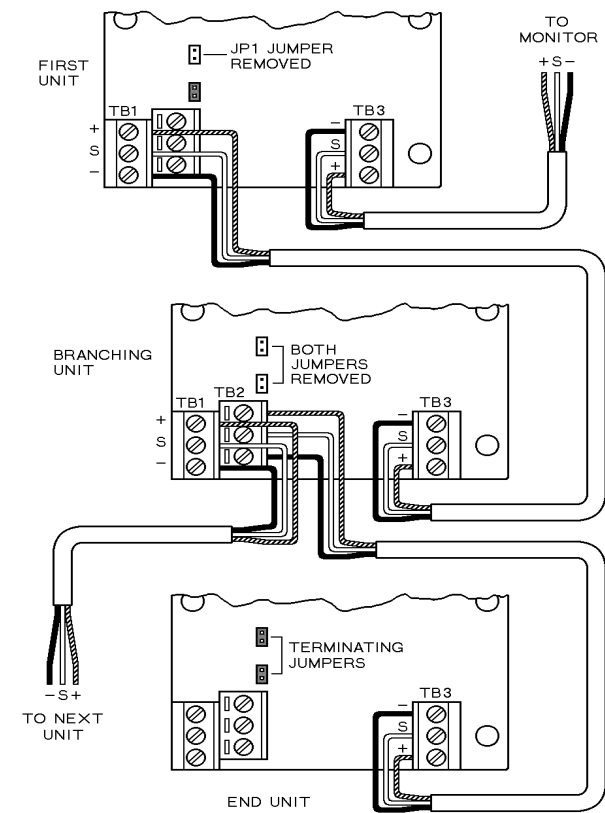 TO
MONITOR
+S-
FIRST
UNIT
JP1 JUMPER
REMOVED
TB1
TB3
+
S
-
-
S
+
BRANCHING
UNIT
BOTH
JUMPERS
REMOVED
TB1
TB2
TB3
+
S
-
-
S
+
-S+
TO NEXT
UNIT
TERMINATING
JUMPERS
TB3
-
S
+
END UNIT